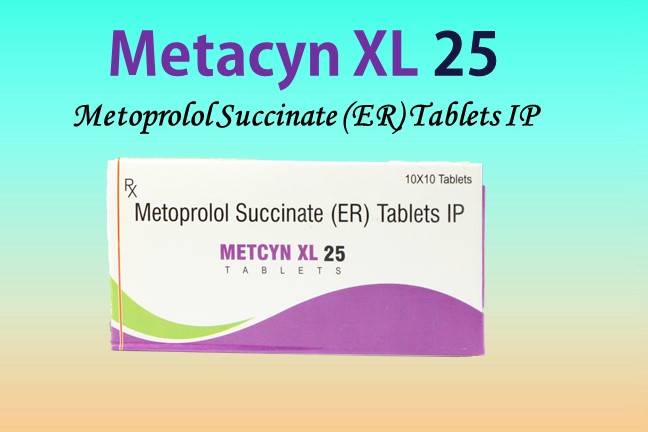 Metacyn XL 25
Metoprolol Succinate (ER) Tablets IP
Rx
10X10 Tablets
Metoprolol Succinate (ER) Tablets IP
METCYN XL 25
TABLETS